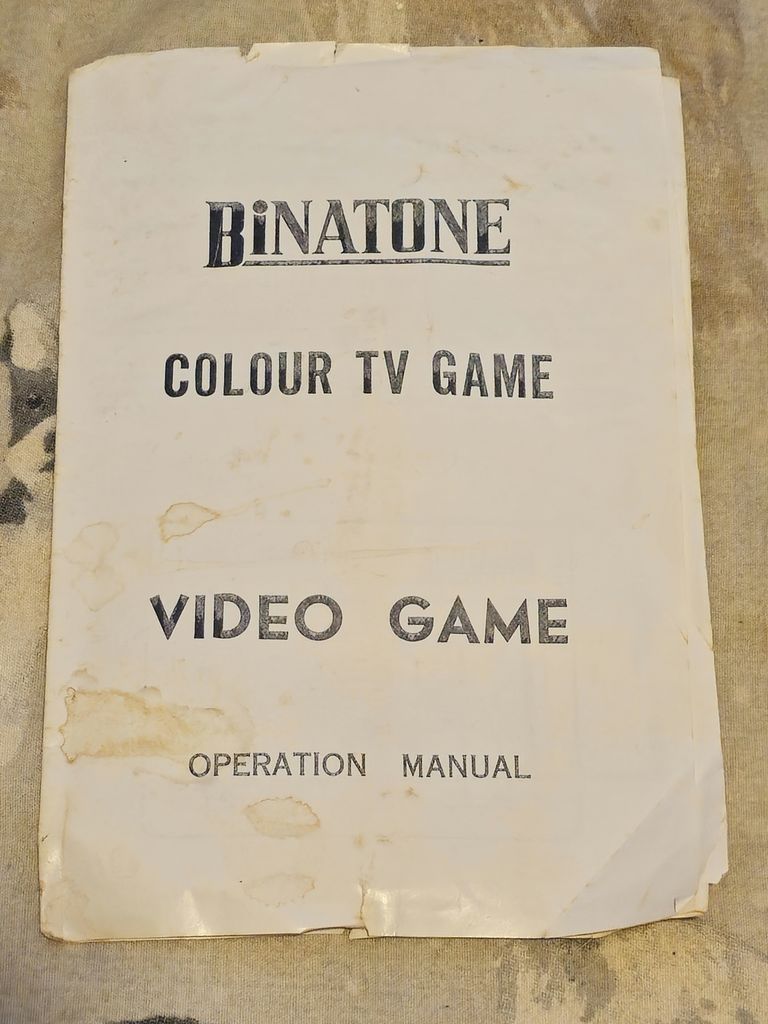 BiNATONE
COLOUR TV GAME
VIDEO GAME
OPERATION MANUAL